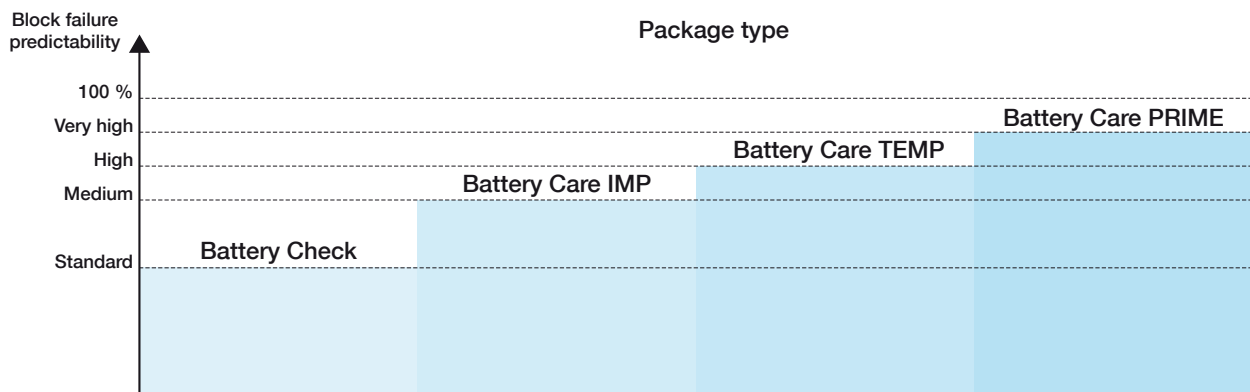 Block failure
predictability
Package type
100 %
Very high
Battery Care PRIME
High
Battery Care TEMP
Medium
Battery Care IMP
Standard
Battery Check